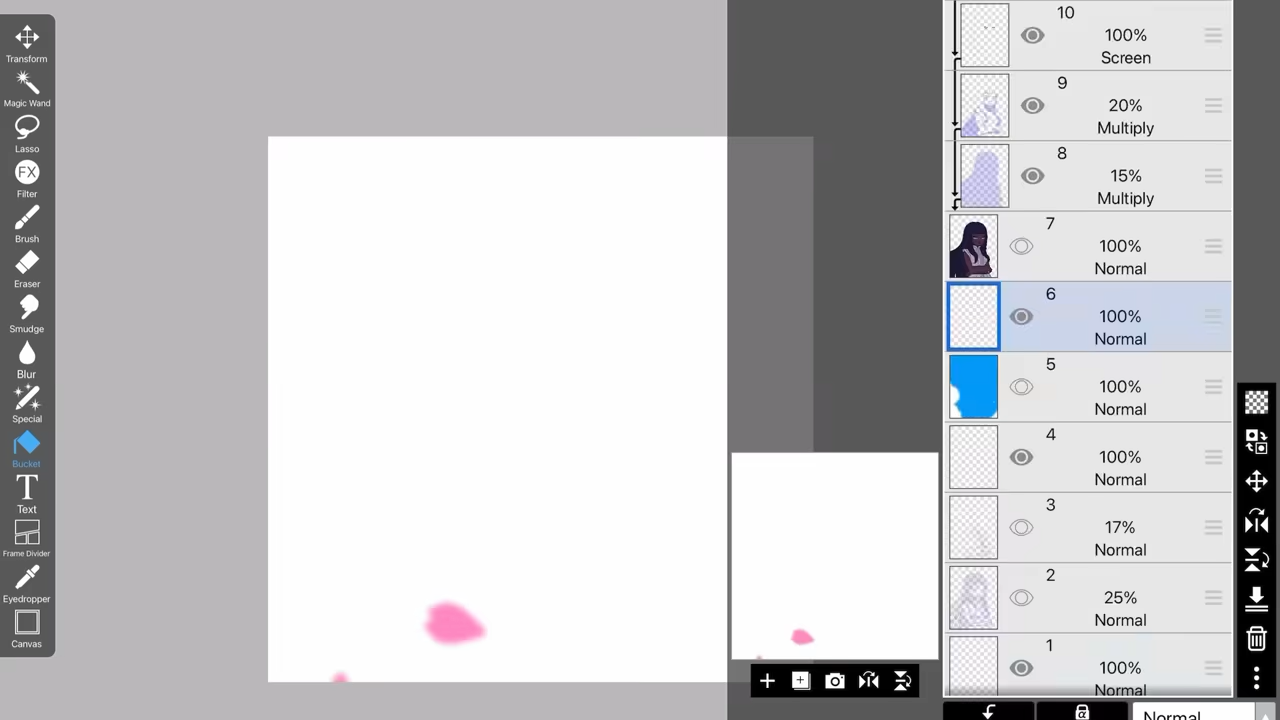 Transform
Magic Wand
Lasso
FX
Filter
Brush
Eraser
Smudge
Blur
Special
Bucket
T
Text
Frame Divider
Eyedropper
Canvas
10
100%
Screen
9
20%
Multiply
8
15%
Multiply
7
100%
Normal
6
100%
Normal
5
100%
Normal
4
100%
Normal
3
17%
Normal
2
25%
Normal
1
100%
Normal
Normal